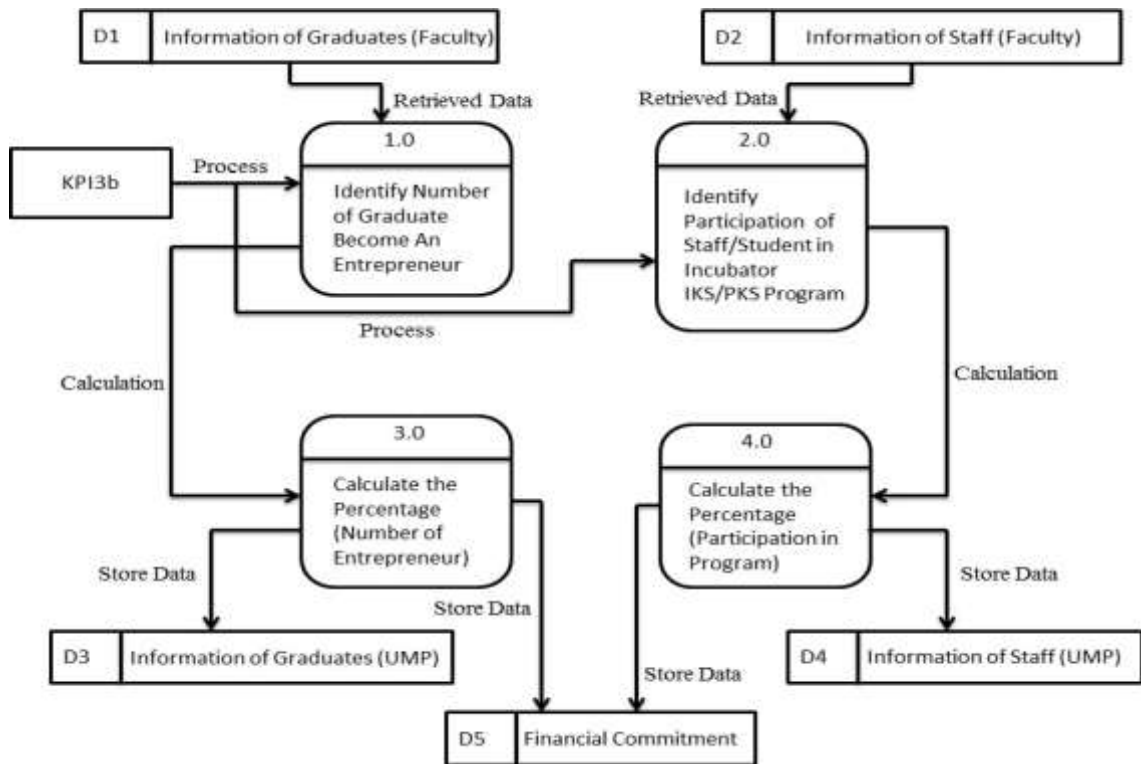 D1 Information of Graduates (Faculty)
D2 Information of Staff (Faculty)
Retrieved Data
Retrieved Data
1.0
2.0
KPI3b
Process
Identify Number
of Graduate
Become An
Entrepreneur
Identify
Participation of
Staff/Student in
Incubator
IKS/PKS Program
Process
Calculation
Calculation
3.0
4.0
Calculate the
Percentage
(Number of
Entrepreneur)
Calculate the
Percentage
(Participation in
Program)
Store Data
Store Data
Store Data
Store Data
D3 Information of Graduates (UMP)
D4 Information of Staff (UMP)
D5 Financial Commitment